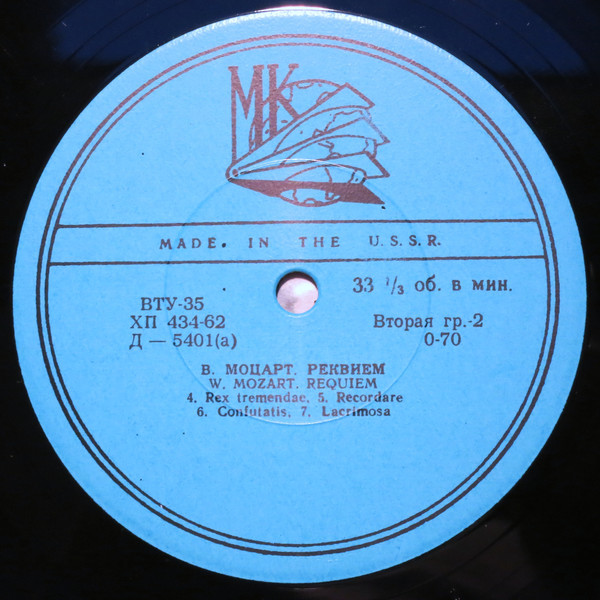 МК
MADE. IN THE U.S.S.R.
33 1/3 об. в мин.
ВТУ-35
ХП 434-62
Д — 5401(а)
Вторая гр.-2
0-70
В. МОЦАРТ. РЕКВИЕМ
W. MOZART. REQUIEM
4. Rex tremendae, 5. Recordare
6. Confutatis, 7. Lacrimosa